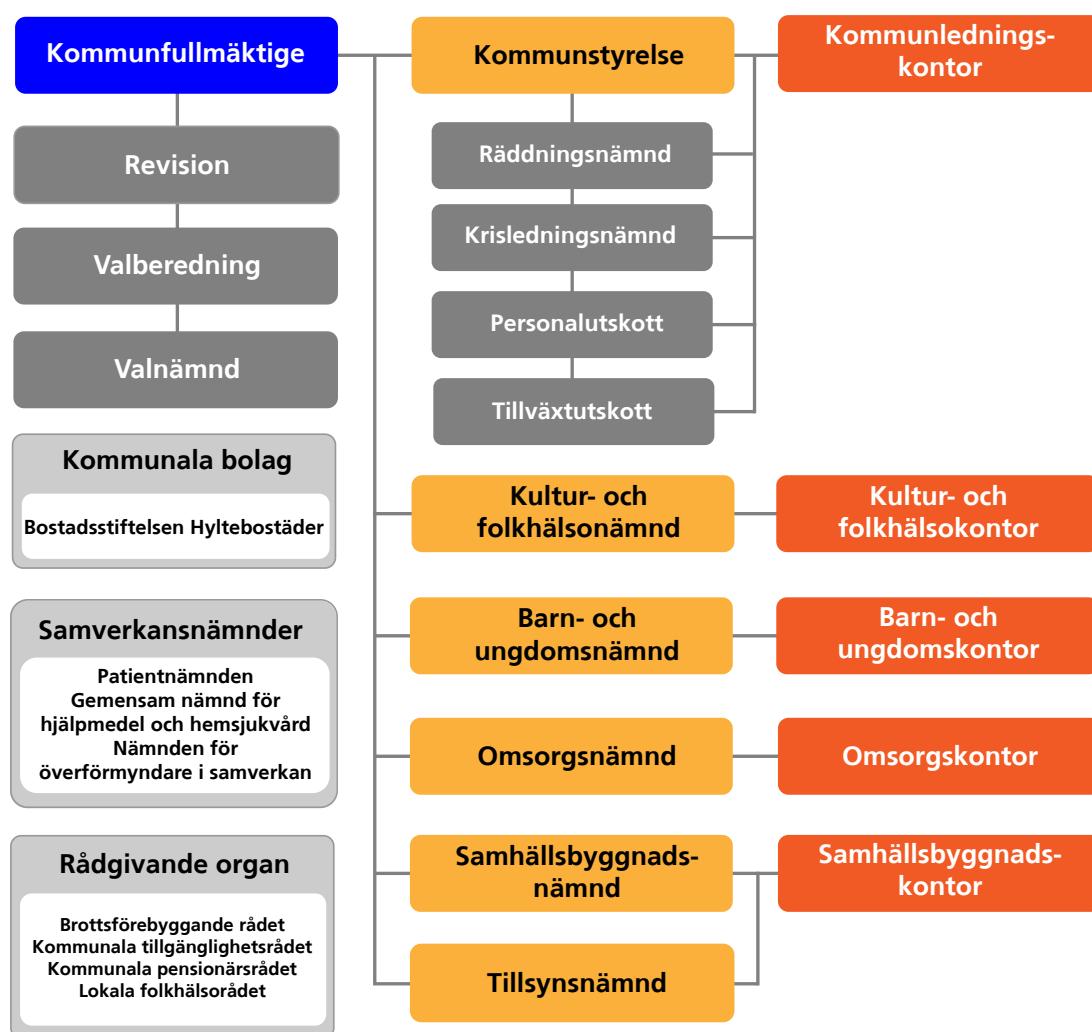 Kommunfullmäktige
Revision
Valberedning
Valnämnd
Kommunala bolag
Bostadsstiftelsen Hyltebostäder
Samverkansnämnder
Patientnämnden
Gemensam nämnd för
hjälpmedel och hemsjukvård
Nämnden för
överförmyndare i samverkan
Rådgivande organ
Brottsförebyggande rådet
Kommunala tillgänglighetsrådet
Kommunala pensionärsrådet
Lokala folkhälsorådet
Kommunstyrelse
Räddningsnämnd
Krisledningsnämnd
Personalutskott
Tillväxtutskott
Kultur- och
folkhälsonämnd
Barn- och
ungdomsnämnd
Omsorgsnämnd
Samhällsbyggnads-
nämnd
Tillsynsnämnd
Kommunlednings-
kontor
Kultur- och
folkhälsokontor
Barn- och
ungdomskontor
Omsorgskontor
Samhällsbyggnads-
kontor